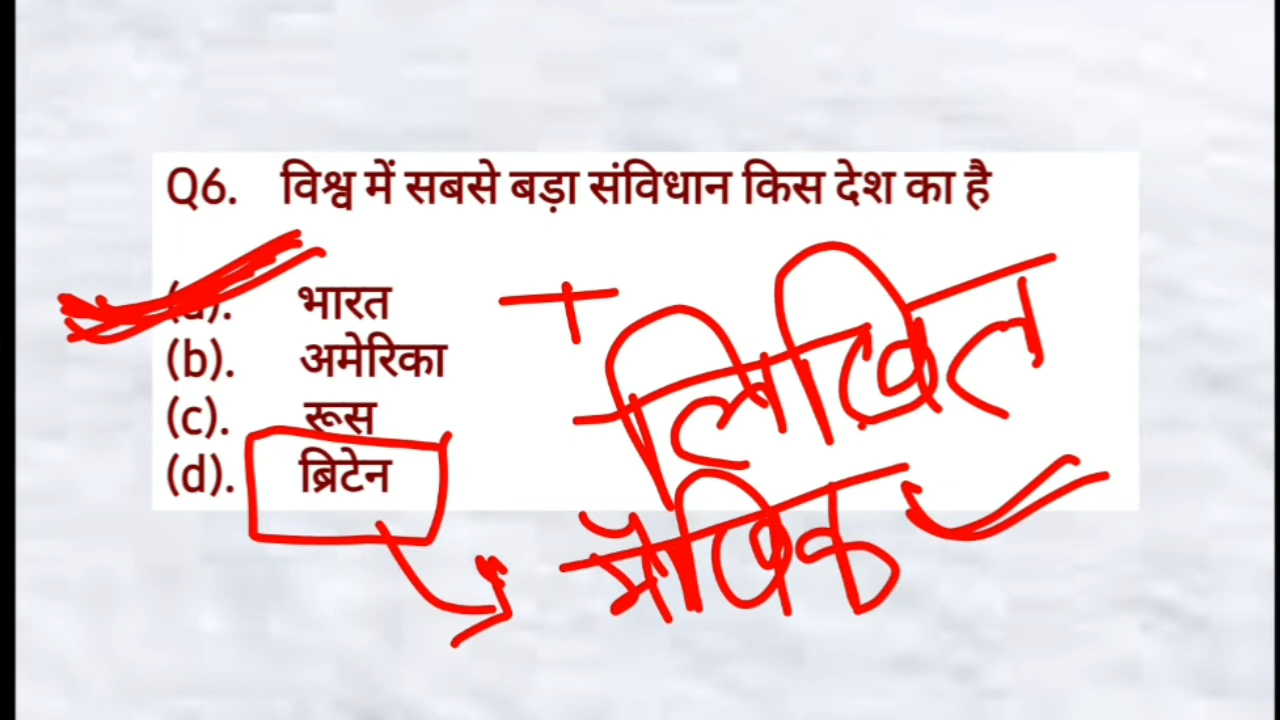 Q6. विश्व में सबसे बड़ा संविधान किस देश का है
(a). भारत
(b). अमेरिका
(c). रूस
(d). ब्रिटेन
लिखित
मौखिक